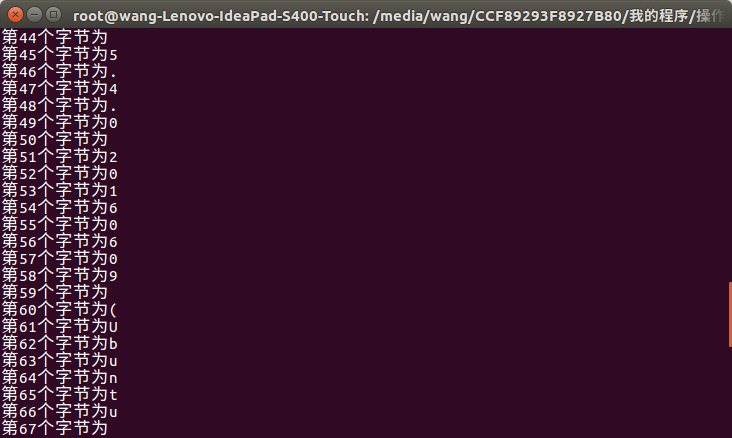 root@wang-Lenovo-IdeaPad-S400-Touch: /media/wang/CCF89293F8927B80/我的程序/操作
第44个字节为
第45个字节为5
第46个字节为.
第47个字节为4
第48个字节为.
第49个字节为0
第50个字节为
第51个字节为2
第52个字节为0
第53个字节为1
第54个字节为6
第55个字节为0
第56个字节为6
第57个字节为0
第58个字节为9
第59个字节为
第60个字节为(
第61个字节为U
第62个字节为b
第63个字节为u
第64个字节为n
第65个字节为t
第66个字节为u
第67个字节为